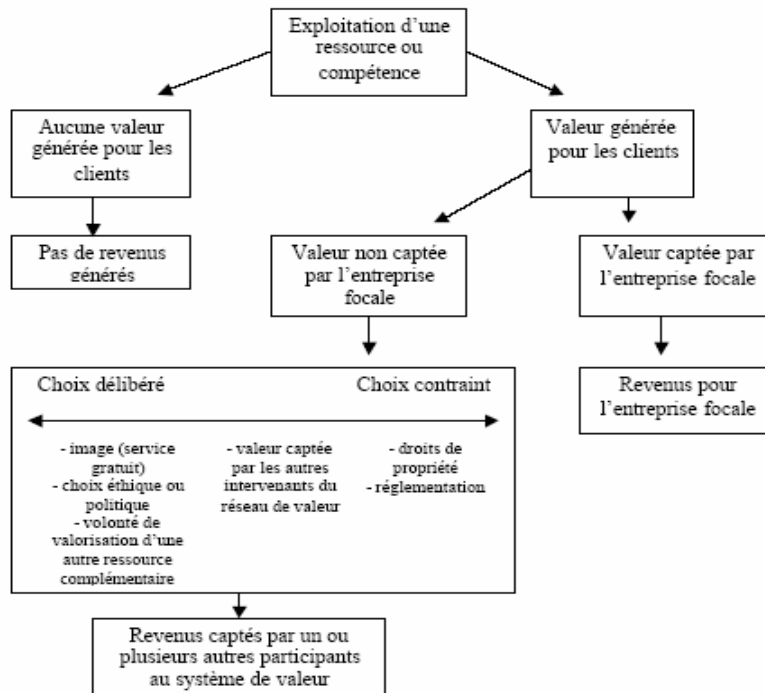 Exploitation d'une
ressource ou
compétence
Aucune valeur
générée pour les
clients
Valeur générée
pour les clients
Pas de revenus
générés
Valeur non captée
par l'entreprise
focale
Valeur captée par
l'entreprise focale
Choix délibéré
Choix contraint
Revenus pour
l'entreprise focale
- image (service
gratuit)
- choix éthique ou
politique
- volonté de
valorisation d'une
autre ressource
complémentaire
- valeur captée
par les autres
intervenants du
réseau de valeur
- droits de
propriété
- réglementation
Revenus captés par un ou
plusieurs autres participants
au système de valeur